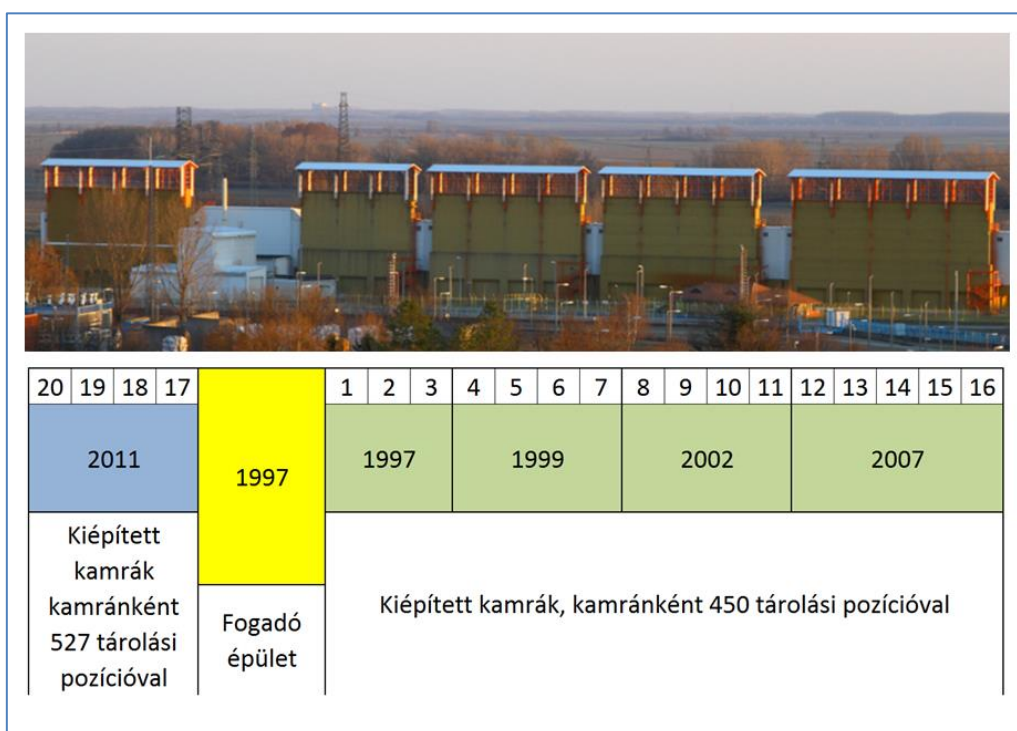 20 19 18 17 1 2 3 4 5 6 7 8 9 10 11 12 13 14 15 16
2011 1997 1997 1999 2002 2007
Kiépített
kamrák
kamránként
527 tárolási
pozícióval
Fogadó
épület
Kiépített kamrák, kamránként 450 tárolási pozícióval